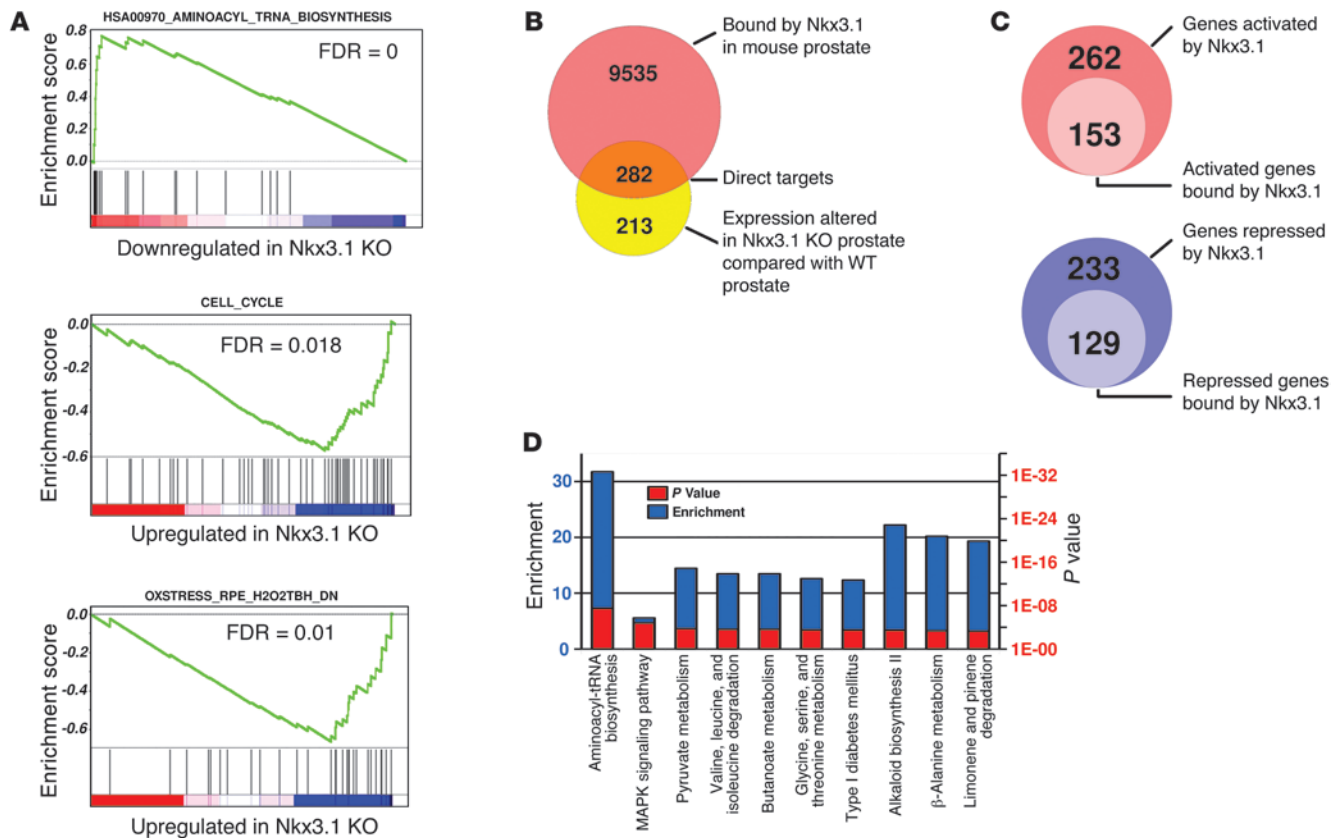 A
HSA00970_AMINOACYL_TRNA_BIOSYNTHESIS
Enrichment score
0.8
0.6
0.4
0.2
0.0
FDR = 0
Downregulated in Nkx3.1 KO
CELL_CYCLE
Enrichment score
0.0
-0.2
-0.4
-0.6
FDR = 0.018
Upregulated in Nkx3.1 KO
OXSTRESS_RPE_H2O2TBH_DN
Enrichment score
0.0
-0.2
-0.4
-0.6
FDR = 0.01
Upregulated in Nkx3.1 KO
B
9535
282
213
Bound by Nkx3.1
in mouse prostate
Direct targets
Expression altered
in Nkx3.1 KO prostate
compared with WT
prostate
C
262
153
Genes activated
by Nkx3.1
Activated genes
bound by Nkx3.1
233
129
Genes repressed
by Nkx3.1
Repressed genes
bound by Nkx3.1
D
Enrichment
30
20
10
0
P Value
Enrichment
1E-32
1E-24
1E-16
1E-08
1E-00
P value
Aminoacyl-tRNA
biosynthesis
MAPK signaling pathway
Pyruvate metabolism
Valine, leucine, and
isoleucine degradation
Butanoate metabolism
Glycine, serine, and
threonine metabolism
Type I diabetes mellitus
Alkaloid biosynthesis II
β-Alanine metabolism
Limonene and pinene
degradation